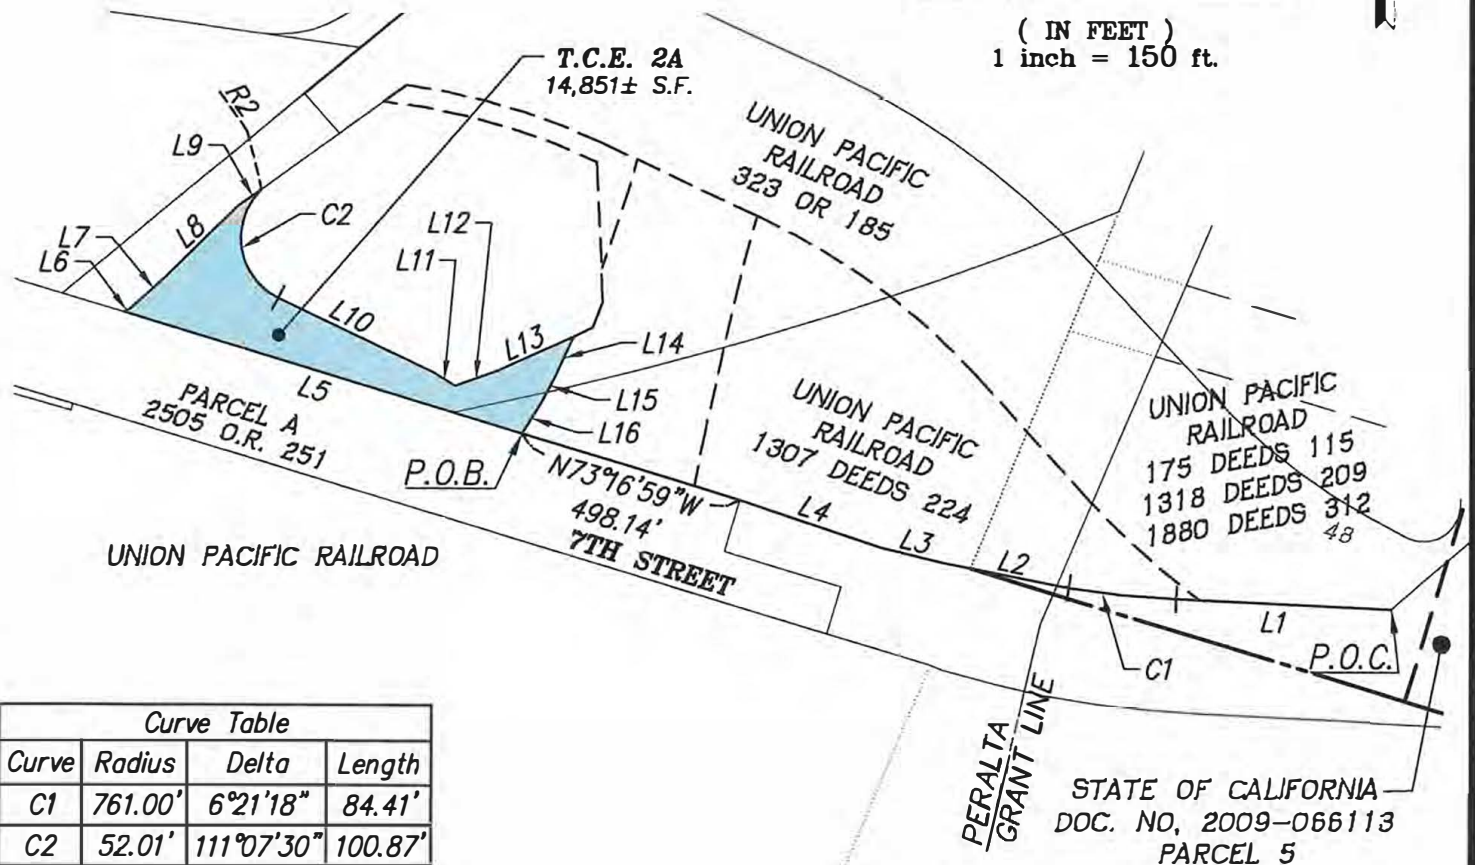 ( IN FEET )
1 inch = 150 ft.
T.C.E. 2A
14,851± S.F.
R2
L9
C2
L12
L11
L8
L7
L6
L10
L13
L14
L15
L16
L5
UNION PACIFIC
RAILROAD
323 OR 185
PARCEL A
2505 O.R. 251
P.O.B.
N73°16'59"W
498.14'
7TH STREET
UNION PACIFIC
RAILROAD
1307 DEEDS 224
L4
L3
L2
UNION PACIFIC
RAILROAD
175 DEEDS 115
1318 DEEDS 209
1880 DEEDS 312
48
L1
C1
P.O.C.
UNION PACIFIC RAILROAD
PERALTA
GRANT LINE
STATE OF CALIFORNIA
DOC. NO, 2009-066113
PARCEL 5
Curve Table
Curve Radius Delta Length
C1 761.00' 6°21'18" 84.41'
C2 52.01' 111°07'30" 100.87'